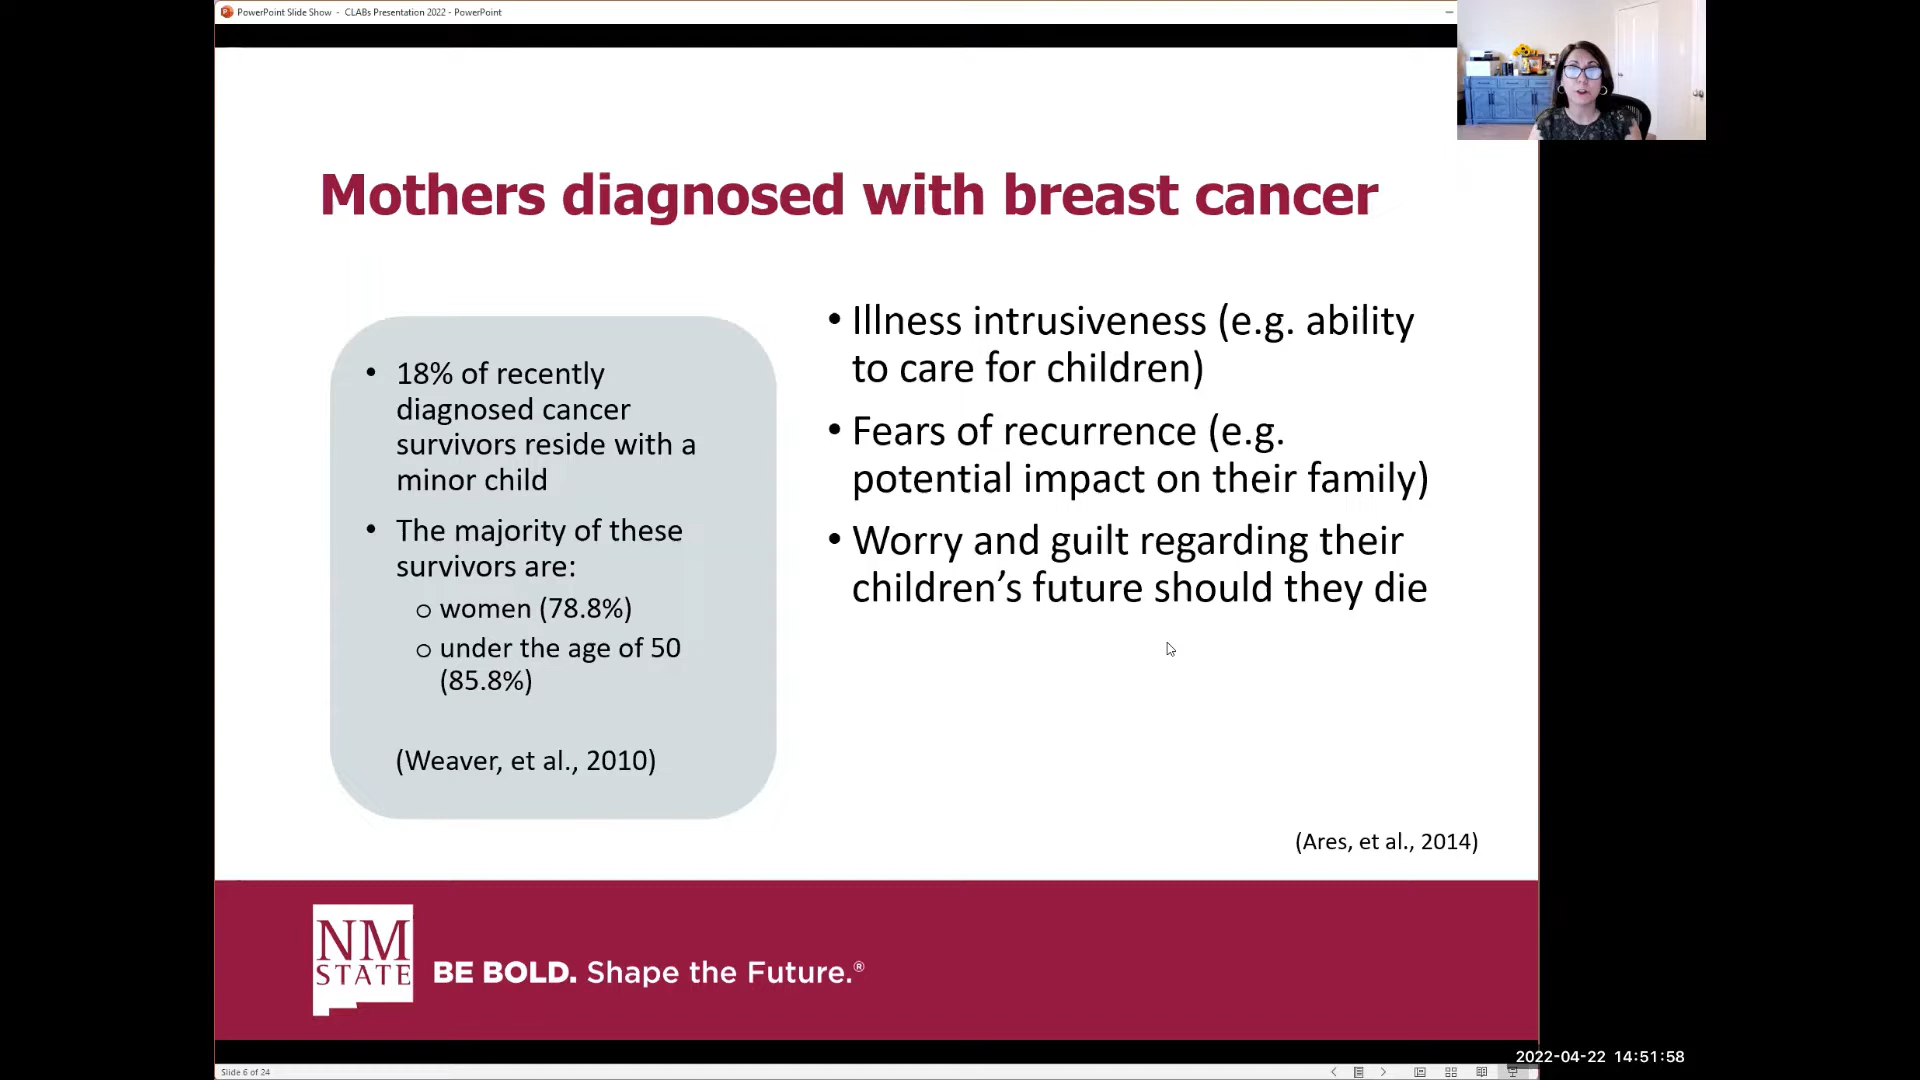 PowerPoint Slide Show - CLABs Presentation 2022 - PowerPoint
Mothers diagnosed with breast cancer
• 18% of recently
diagnosed cancer
survivors reside with a
minor child
• The majority of these
survivors are:
o women (78.8%)
o under the age of 50
(85.8%)
(Weaver, et al., 2010)
• Illness intrusiveness (e.g. ability
to care for children)
• Fears of recurrence (e.g.
potential impact on their family)
• Worry and guilt regarding their
children’s future should they die
(Ares, et al., 2014)
NM
STATE
BE BOLD. Shape the Future.®
2022-04-22 14:51:58
Slide 6 of 24